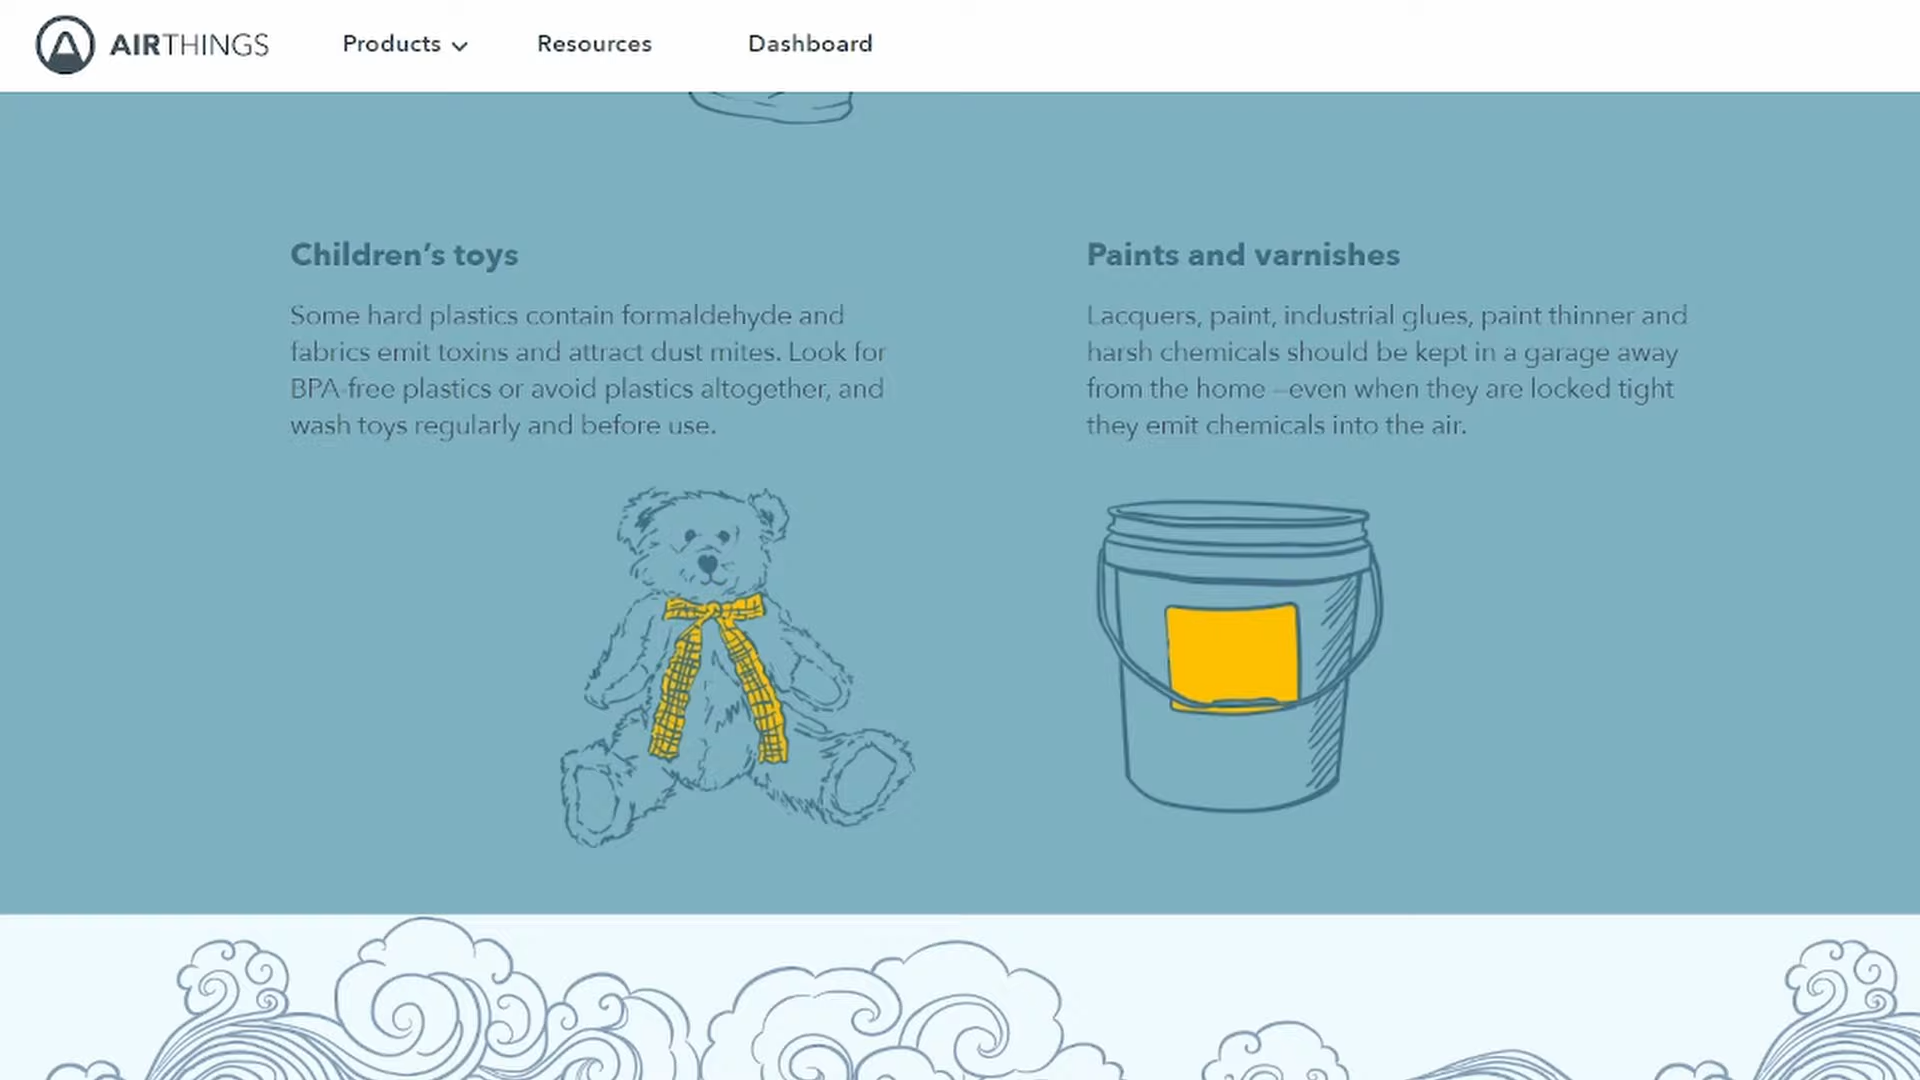 AIRTHINGS
Products
Resources
Dashboard
Children’s toys
Some hard plastics contain formaldehyde and
fabrics emit toxins and attract dust mites. Look for
BPA-free plastics or avoid plastics altogether, and
wash toys regularly and before use.
Paints and varnishes
Lacquers, paint, industrial glues, paint thinner and
harsh chemicals should be kept in a garage away
from the home –even when they are locked tight
they emit chemicals into the air.